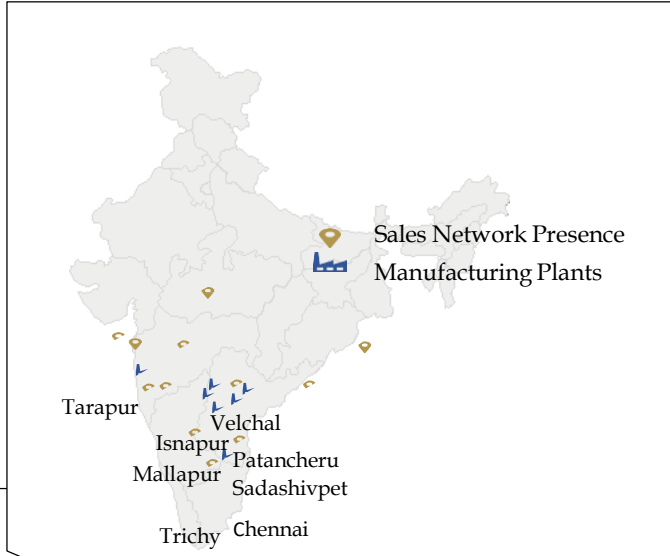 Sales Network Presence
Manufacturing Plants
Tarapur
Velchal
Isnapur
Patancheru
Mallapur
Sadashivpet
Trichy
Chennai